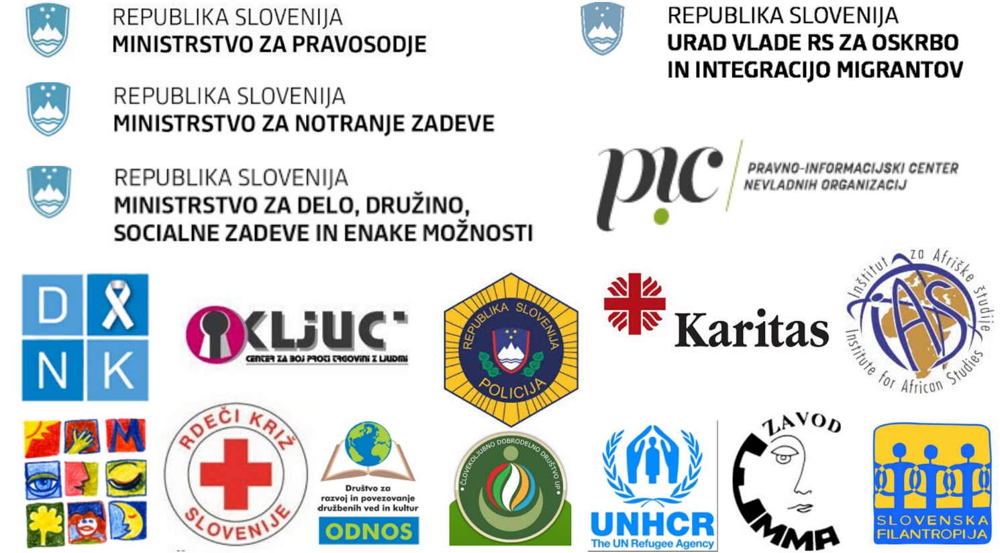 REPUBLIKA SLOVENIJA
MINISTRSTVO ZA PRAVOSODJE
REPUBLIKA SLOVENIJA
URAD VLADE RS ZA OSKRBO
IN INTEGRACIJO MIGRANTOV
REPUBLIKA SLOVENIJA
MINISTRSTVO ZA NOTRANJE ZADEVE
REPUBLIKA SLOVENIJA
MINISTRSTVO ZA DELO, DRUŽINO,
SOCIALNE ZADEVE IN ENAKE MOŽNOSTI
pic
PRAVNO-INFORMACIJSKI CENTER
NEVLADNIH ORGANIZACIJ
D
NK
KLJUC
CENTER ZA BOJ PROTI TRGOVINI Z LJUDMI
REPUBLIKA SLOVENIJA
POLICIJA
Karitas
Inštitut za Afriške študije
IAS
Institute for African Studies
M
RDEČI KRIŽ
SLOVENIJE
Društvo za
razvoj in povezovanje
družbenih ved in kultur
ODNOS
• ČLOVEKOLJUBNO DOBRODELNO DRUŠTVO UP •
UNHCR
The UN Refugee Agency
ZAVOD
EMMA
SLOVENSKA
FILANTROPIJA